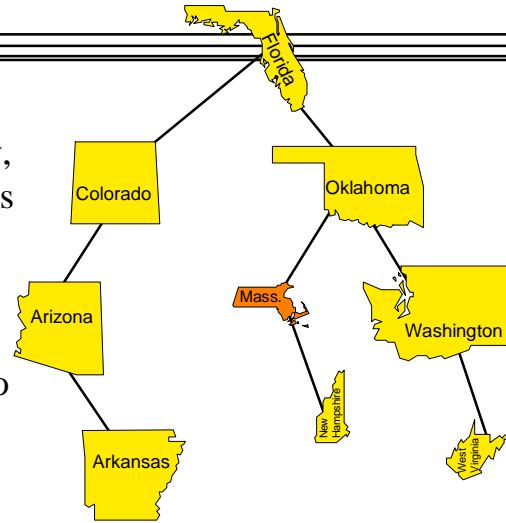 Florida
,
s
Colorado
Oklahoma
Mass.
Arizona
Washington
o
New
Hampshire
West
Virginia
Arkansas